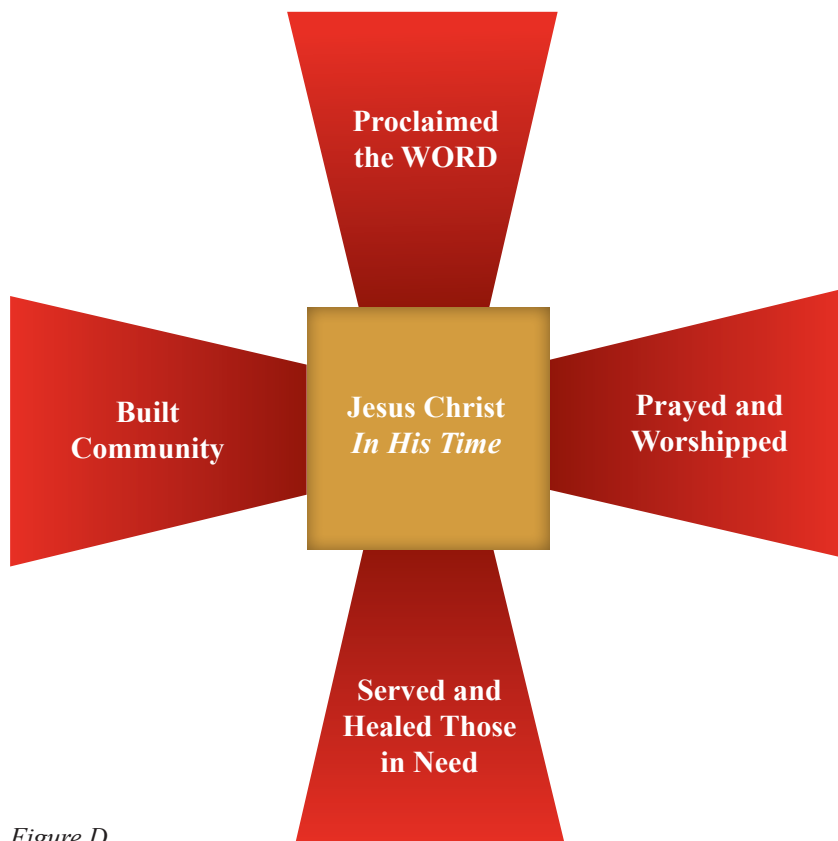 Proclaimed
the WORD
Built
Community
Jesus Christ
In His Time
Prayed and
Worshipped
Served and
Healed Those
in Need
Figure D